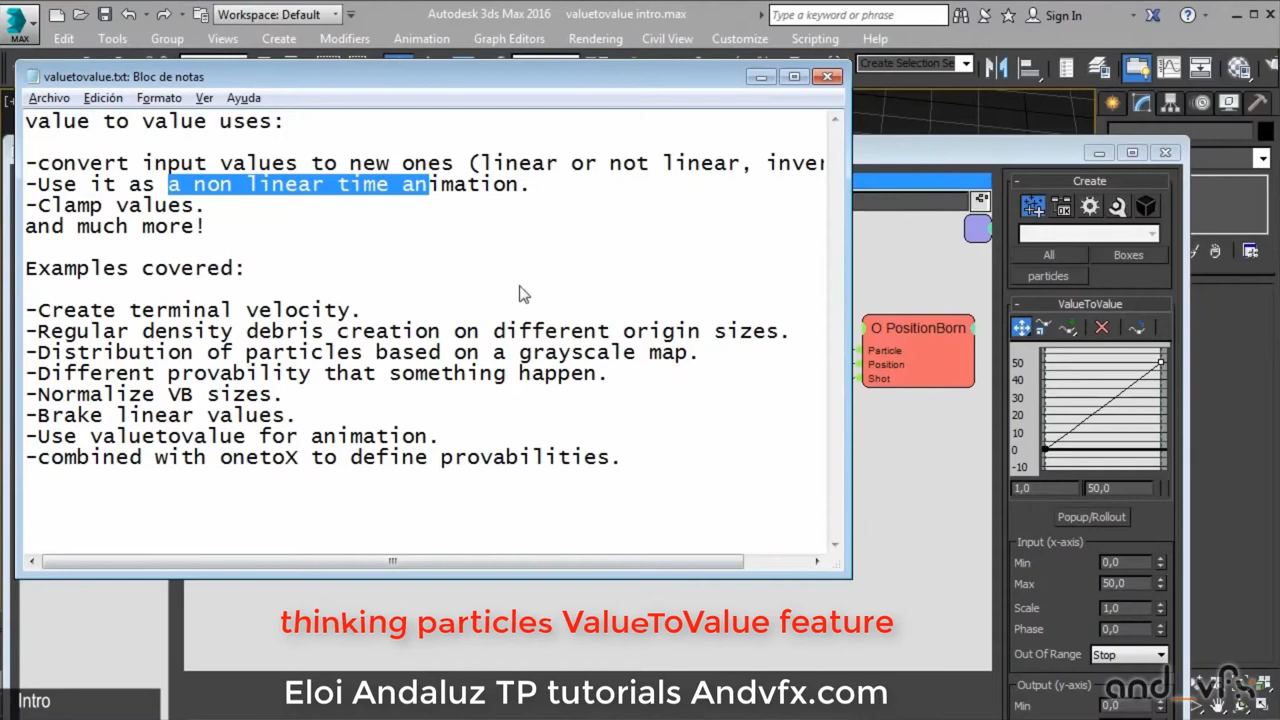 MAX
Workspace: Default
Autodesk 3ds Max 2016 valuetovalue intro.max
Type a keyword or phrase
Sign In
Edit Tools Group Views Create Modifiers Animation Graph Editors Rendering Civil View Customize Scripting Help
Create Selection Se
valuetovalue.txt: Bloc de notas
Archivo Edición Formato Ver Ayuda
value to value uses:
-convert input values to new ones (linear or not linear, inver
-Use it as a non linear time animation.
-Clamp values.
and much more!
Examples covered:
-Create terminal velocity.
-Regular density debris creation on different origin sizes.
-Distribution of particles based on a grayscale map.
-Different provability that something happen.
-Normalize VB sizes.
-Brake linear values.
-Use valuetovalue for animation.
-combined with onetoX to define provabilities.
O PositionBorn
Particle
Position
Shot
- Create
All Boxes
particles
- ValueToValue
50
40
30
20
10
0
-10
1,0 50,0
Popup/Rollout
Input (x-axis)
Min 0,0
Max 50,0
Scale 1,0
Phase 0,0
Out Of Range Stop
Output (y-axis)
Min 0,0
thinking particles ValueToValue feature
Eloi Andaluz TP tutorials Andvfx.com
Intro
and_vfx